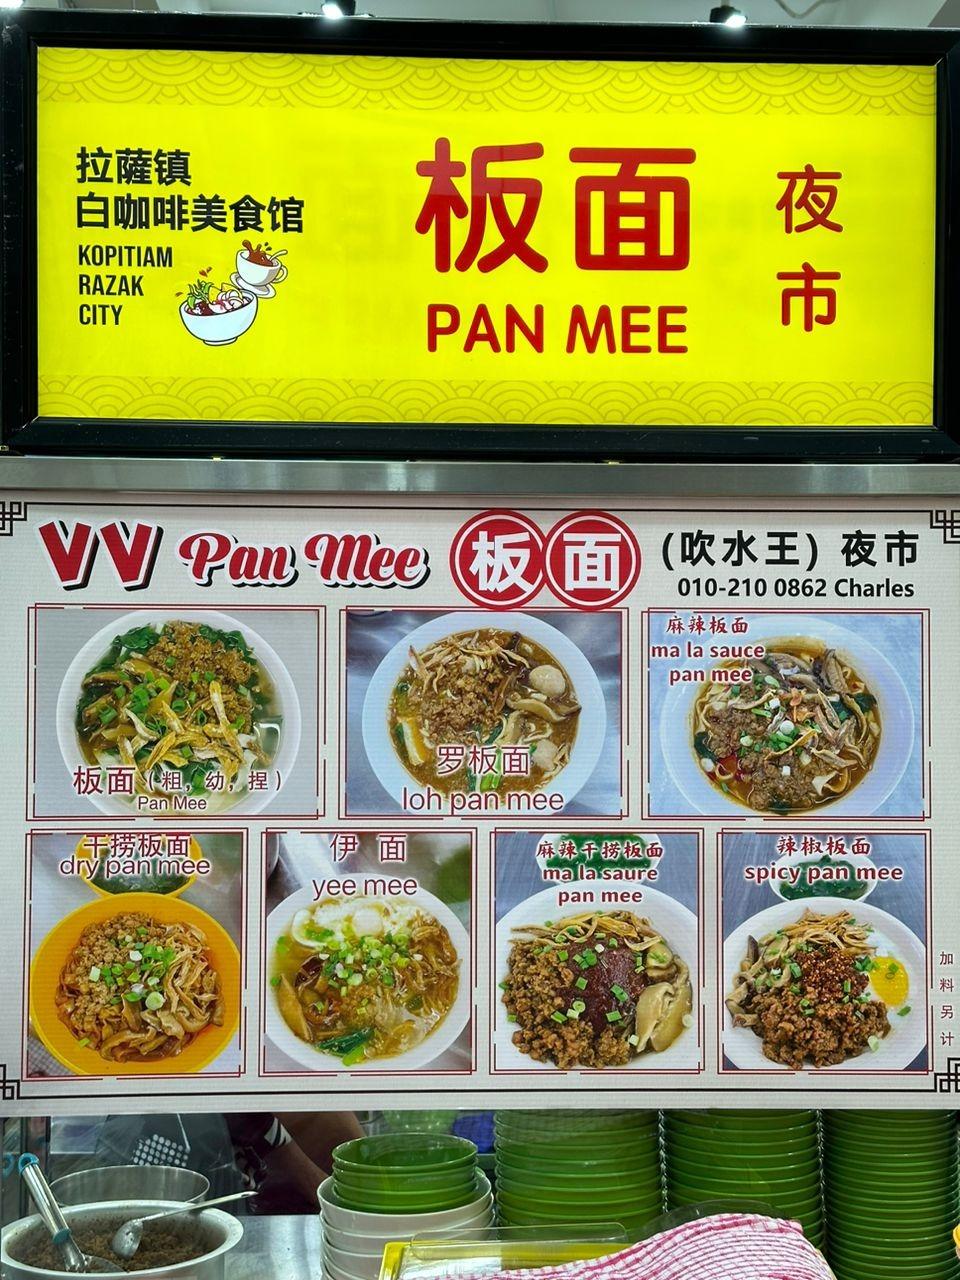 拉薩镇
白咖啡美食馆
KOPITIAM
RAZAK
CITY
板面
PAN MEE
夜市
VV Pan Mee 板面 (吹水王) 夜市
010-210 0862 Charles
板面(粗,幼,捏)
Pan Mee
罗板面
loh pan mee
麻辣板面
ma la sauce
pan mee
干捞板面
dry pan mee
伊 面
yee mee
麻辣干捞板面
ma la saure
pan mee
辣椒板面
spicy pan mee
加料另计